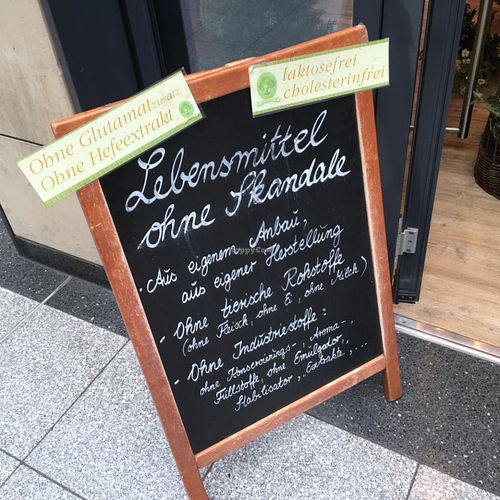 Ohne Glutamatzusatz
Ohne Hefeextrakt
laktosefrei
cholesterinfrei
Lebensmittel
ohne Skandale
• Aus eigenem Anbau,
aus eigener Herstellung
- Ohne tierische Rohstoffe
(ohne Fleisch, ohne Ei, ohne Milch)
- Ohne Industriestoffe:
ohne Konservierungs-, Aroma-,
Füllstoffe, ohne Emulgator,
Stabilisator, Extrakte, ...